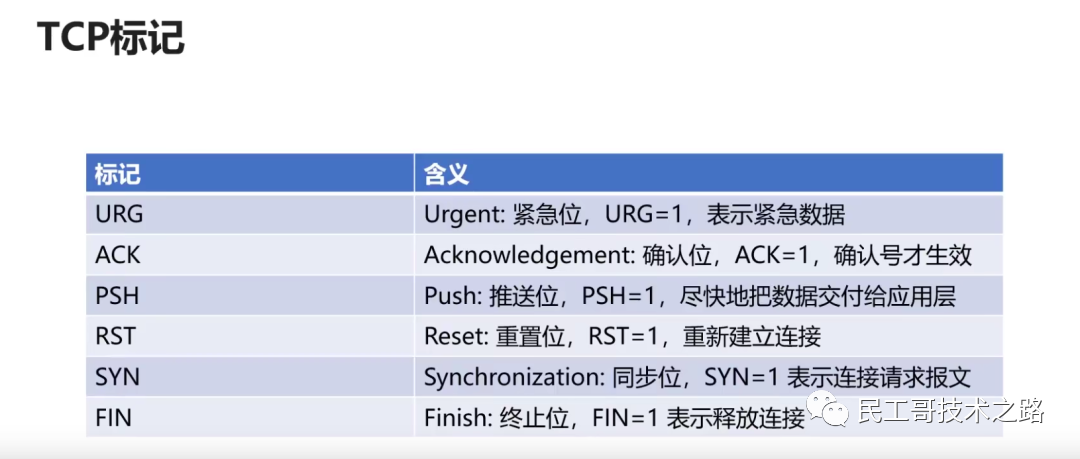 TCP标记
标记 含义
URG Urgent: 紧急位，URG=1，表示紧急数据
ACK Acknowledgement: 确认位，ACK=1，确认号才生效
PSH Push: 推送位，PSH=1，尽快地把数据交付给应用层
RST Reset: 重置位，RST=1，重新建立连接
SYN Synchronization: 同步位，SYN=1 表示连接请求报文
FIN Finish: 终止位，FIN=1 表示释放连接
民工哥技术之路